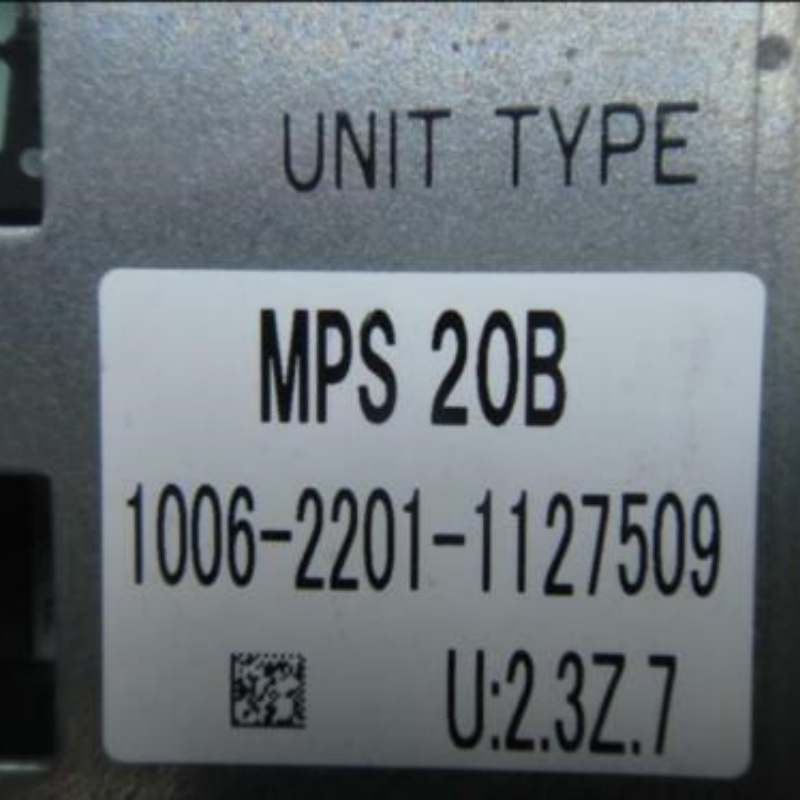 UNIT TYPE
MPS 20B
1006-2201-1127509
U:2.3Z.7